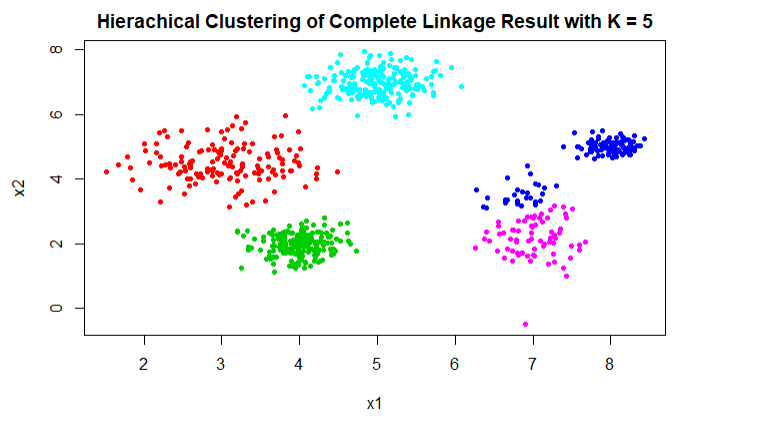 Hierachical Clustering of Complete Linkage Result with K = 5
8
6
4
2
0
x2
2 3 4 5 6 7 8
x1